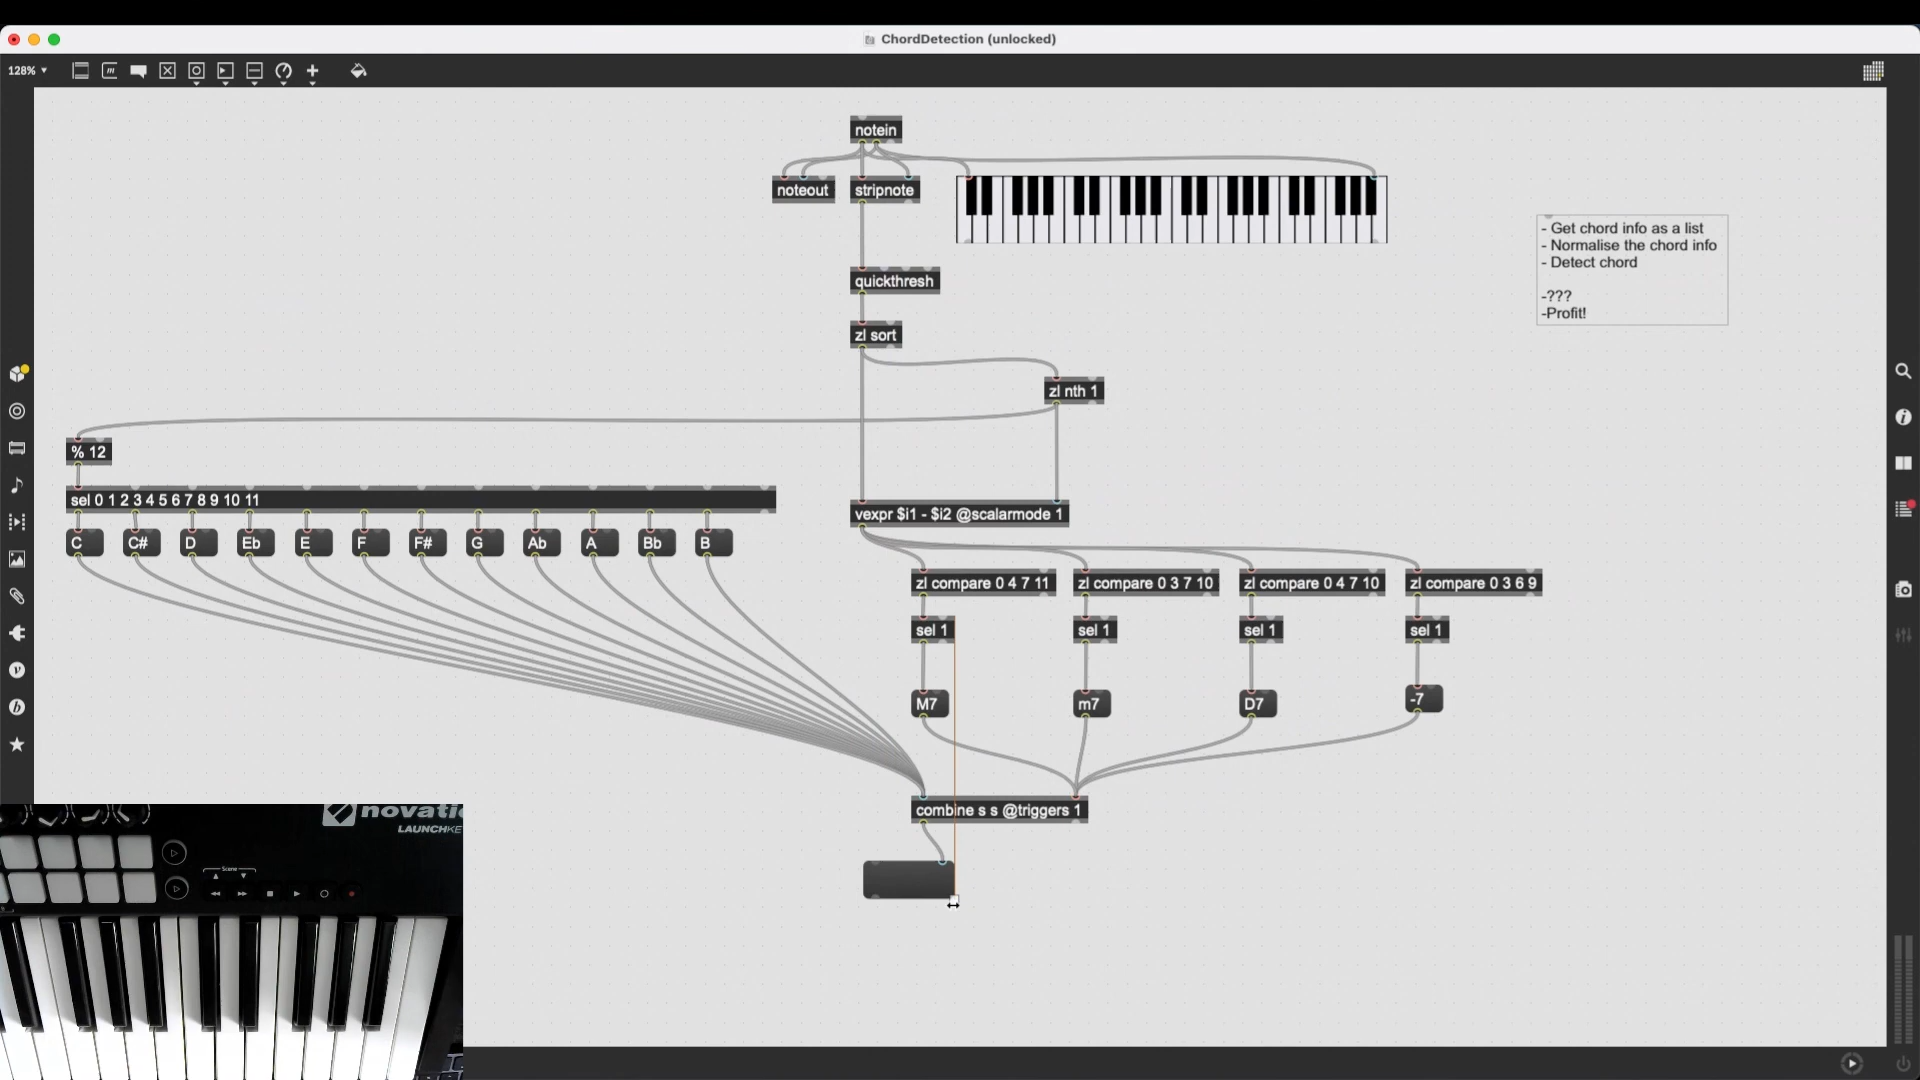 ChordDetection (unlocked)
128%
notein
noteout
stripnote
- Get chord info as a list
- Normalise the chord info
- Detect chord
-???
-Profit!
quickthresh
zl sort
zl nth 1
% 12
sel 0 1 2 3 4 5 6 7 8 9 10 11
vexpr $i1 - $i2 @scalarmode 1
C
C#
D
Eb
E
F
F#
G
Ab
A
Bb
B
zl compare 0 4 7 11
zl compare 0 3 7 10
zl compare 0 4 7 10
zl compare 0 3 6 9
sel 1
sel 1
sel 1
sel 1
M7
m7
D7
-7
combine s s @triggers 1
novatio
LAUNCHKE
Scene